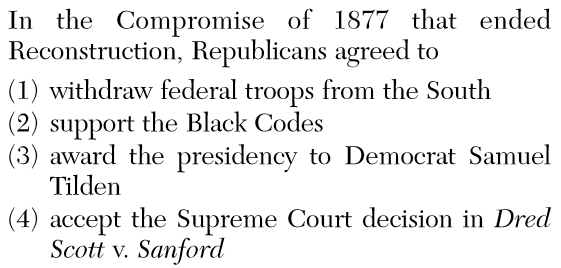 In the Compromise of 1877 that ended
Reconstruction, Republicans agreed to
(1) withdraw federal troops from the South
(2) support the Black Codes
(3) award the presidency to Democrat Samuel
Tilden
(4) accept the Supreme Court decision in Dred
Scott v. Sanford